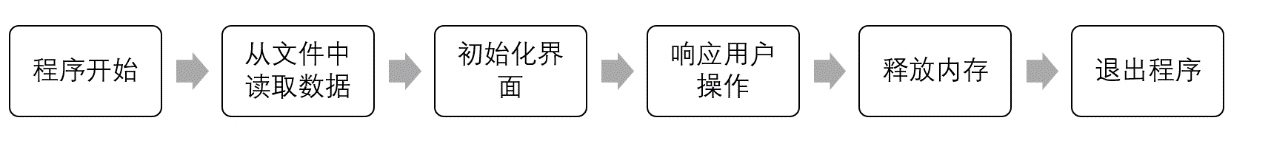 程序开始
从文件中
读取数据
初始化界
面
响应用户
操作
释放内存
退出程序